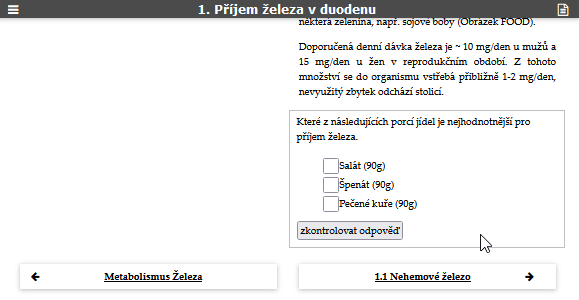 1. Příjem železa v duodenu
některá zelenina, např. sojové boby (Obrázek FOOD).
Doporučená denní dávka železa je ~ 10 mg/den u mužů a
15 mg/den u žen v reprodukčním období. Z tohoto
množství se do organismu vstřebá přibližně 1-2 mg/den,
nevyužitý zbytek odchází stolicí.
Které z následujících porcí jídel je nejhodnotnější pro
příjem železa.
Salát (90g)
Špenát (90g)
Pečené kuře (90g)
zkontrolovat odpověď
Metabolismus Železa
1.1 Nehemové železo